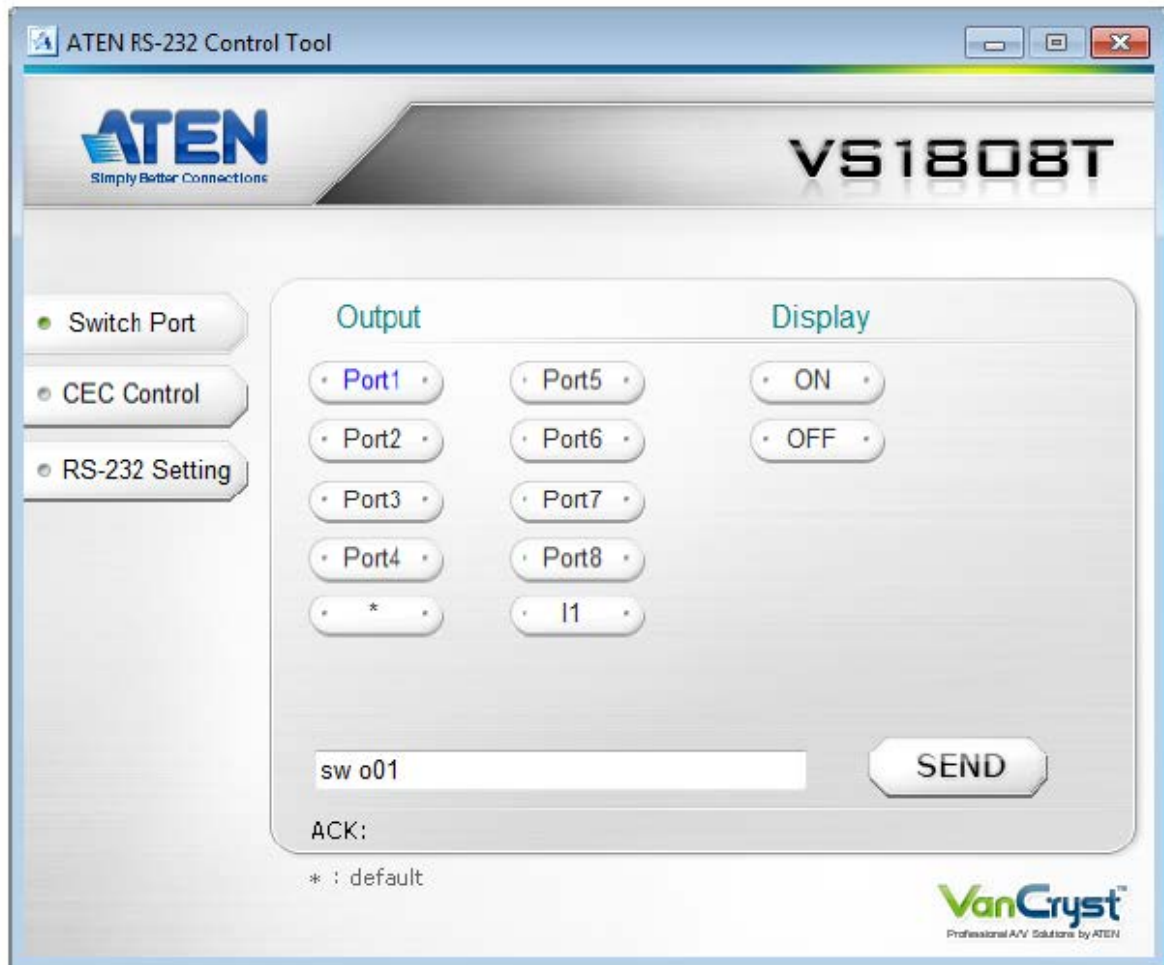 ATEN RS-232 Control Tool
ATEN
Simply Better Connections
VS1808T
Switch Port
CEC Control
RS-232 Setting
Output Display
Port1 Port5 ON
Port2 Port6 OFF
Port3 Port7
Port4 Port8
* I1
sw o01 SEND
ACK:
* : default
VanCryst™
Professional A/V Solutions by ATEN